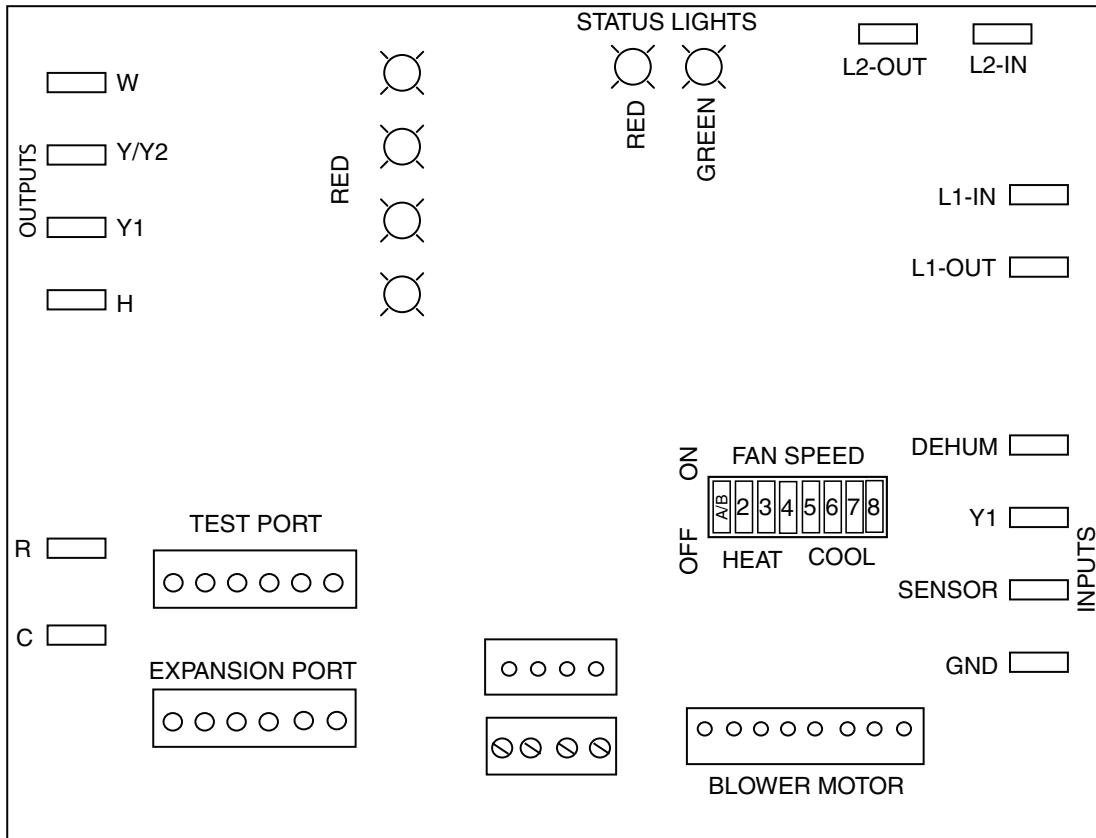 STATUS LIGHTS
RED
GREEN
L2-OUT
L2-IN
OUTPUTS
W
Y/Y2
Y1
H
RED
L1-IN
L1-OUT
ON
OFF
FAN SPEED
A/B 2 3 4 5 6 7 8
HEAT
COOL
DEHUM
Y1
SENSOR
GND
INPUTS
R
C
TEST PORT
EXPANSION PORT
BLOWER MOTOR